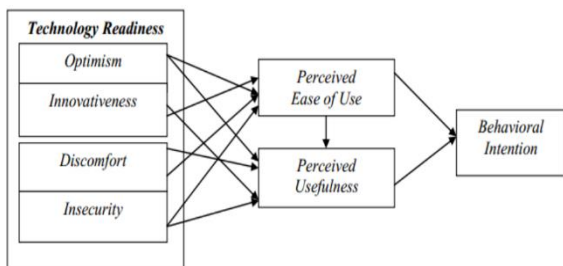 Technology Readiness
Optimism
Innovativeness
Discomfort
Insecurity
Perceived
Ease of Use
Perceived
Usefulness
Behavioral
Intention